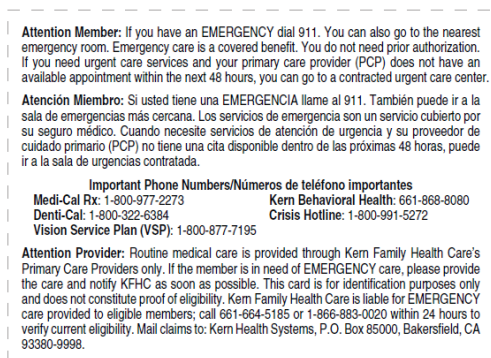 Attention Member: If you have an EMERGENCY dial 911. You can also go to the nearest
emergency room. Emergency care is a covered benefit. You do not need prior authorization.
If you need urgent care services and your primary care provider (PCP) does not have an
available appointment within the next 48 hours, you can go to a contracted urgent care center.
Atención Miembro: Si usted tiene una EMERGENCIA llame al 911. También puede ir a la
sala de emergencias más cercana. Los servicios de emergencia son un servicio cubierto por
su seguro médico. Cuando necesite servicios de atención de urgencia y su proveedor de
cuidado primario (PCP) no tiene una cita disponible dentro de las próximas 48 horas, puede
ir a la sala de urgencias contratada.
Important Phone Numbers/Números de teléfono importantes
Medi-Cal Rx: 1-800-977-2273 Kern Behavioral Health: 661-868-8080
Denti-Cal: 1-800-322-6384 Crisis Hotline: 1-800-991-5272
Vision Service Plan (VSP): 1-800-877-7195
Attention Provider: Routine medical care is provided through Kern Family Health Care's
Primary Care Providers only. If the member is in need of EMERGENCY care, please provide
the care and notify KFHC as soon as possible. This card is for identification purposes only
and does not constitute proof of eligibility. Kern Family Health Care is liable for EMERGENCY
care provided to eligible members; call 661-664-5185 or 1-866-883-0020 within 24 hours to
verify current eligibility. Mail claims to: Kern Health Systems, P.O. Box 85000, Bakersfield, CA
93380-9998.